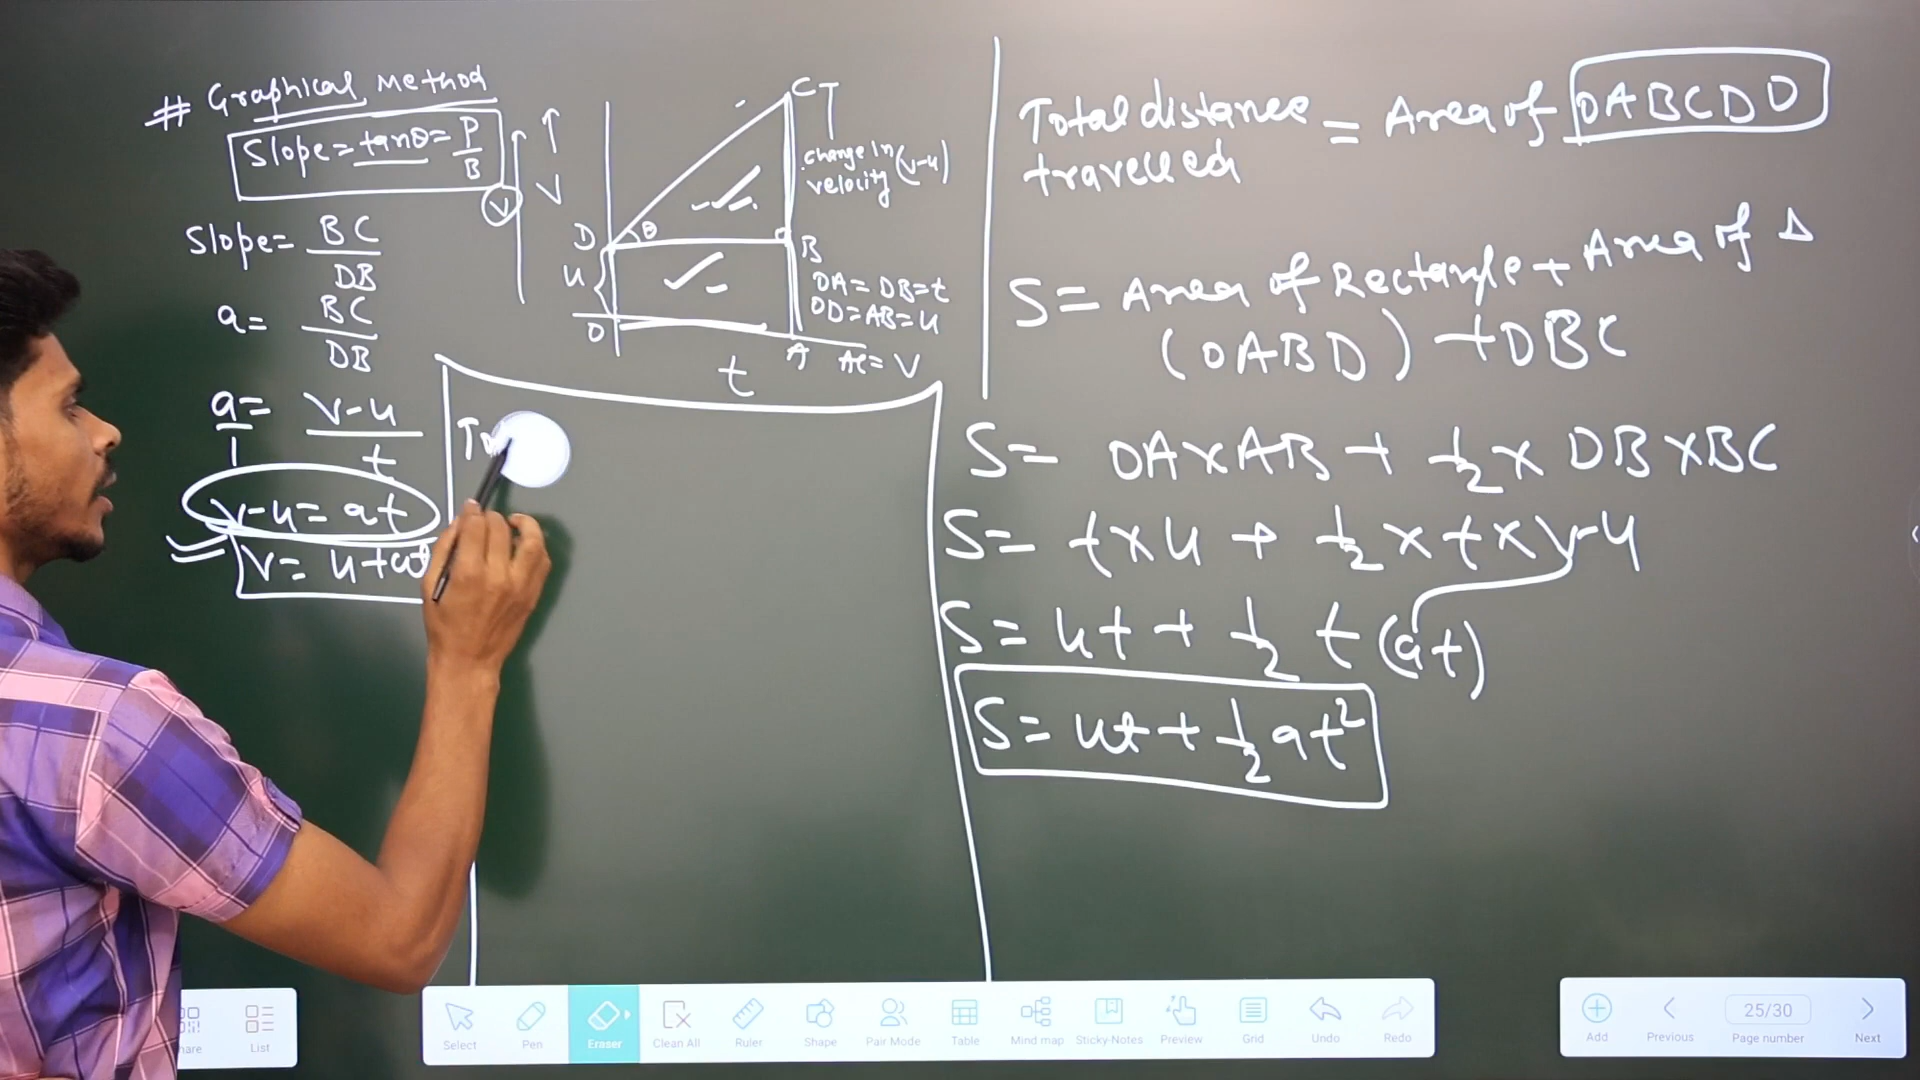 # Graphical Method
Slope = tanθ = P/B
Slope = BC/DB
a = BC/DB
a/1 = v-u/t
v-u = at
v = u+at
V
V
C
change in velocity (v-u)
D
θ
B
u
OA = DB = t
OD = AB = u
O
A
AC = V
t
To
Total distance travelled = Area of OABCDO
S = Area of Rectangle + Area of Δ
(OABD) + DBC
S = OA×AB + ½× DB×BC
S = t×u + ½×t×v-u
S = ut + ½ t (at)
S = ut + ½at²
List
Select
Pen
Eraser
Clean All
Ruler
Shape
Pair Mode
Table
Mind map
Sticky-Notes
Preview
Grid
Undo
Redo
Add
Previous
25/30
Page number
Next